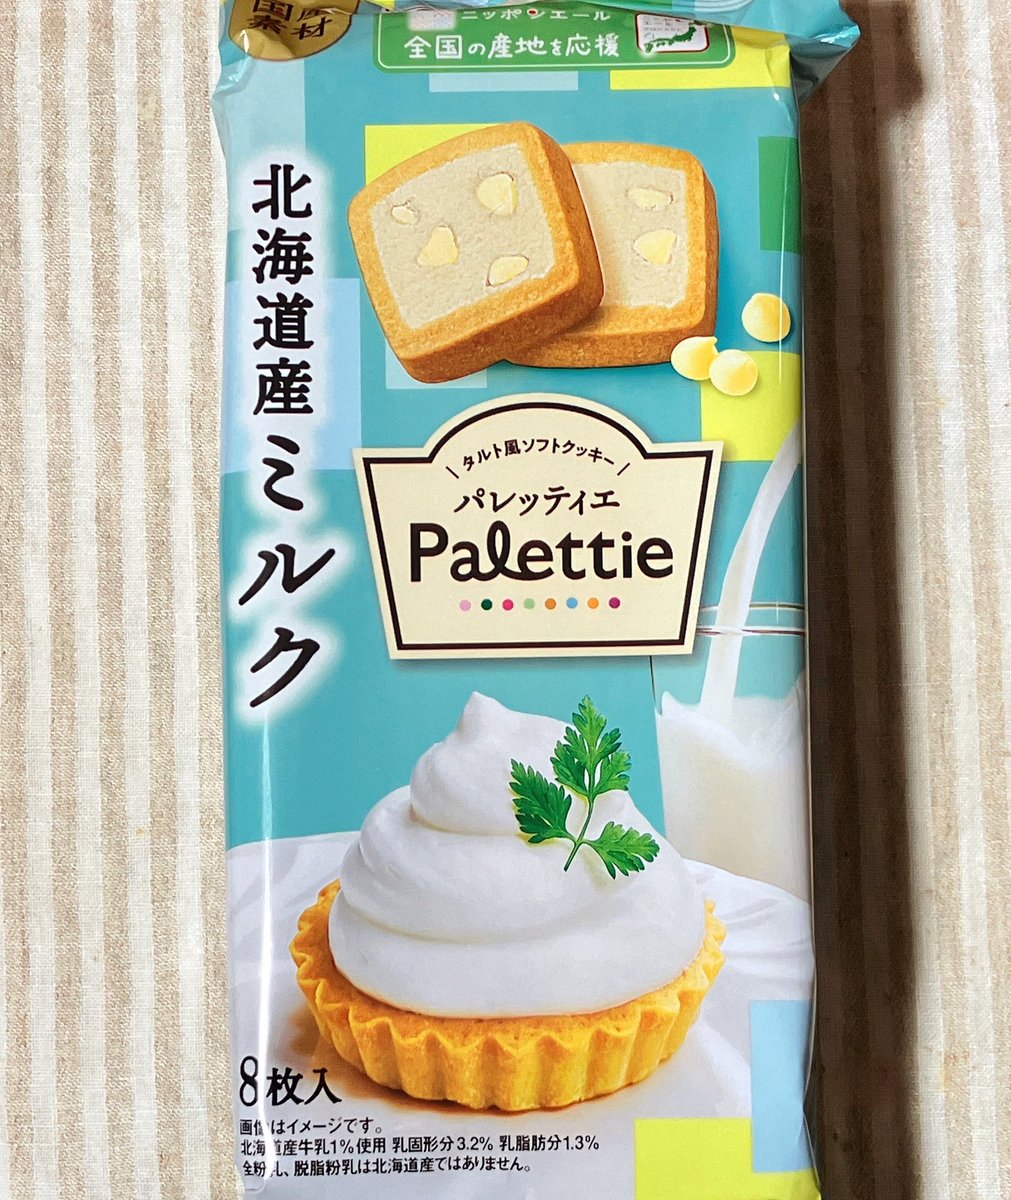 国産
素材
ニッポンエール
全国の産地を応援
北海道産ミルク
タルト風ソフトクッキー
パレッティエ
Palettie
8枚入
画像はイメージです。
北海道産牛乳1%使用 乳固形分3.2% 乳脂肪分1.3%
全粉乳、脱脂粉乳は北海道産ではありません。